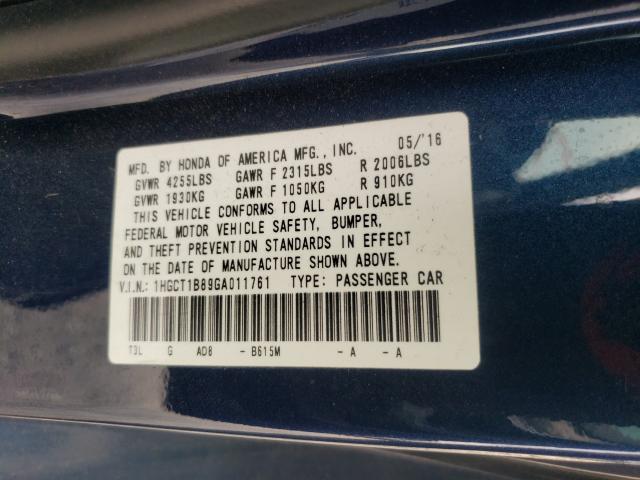 MFD. BY HONDA OF AMERICA MFG., INC. 05/'16
GVWR 4255LBS GAWR F 2315LBS R 2006LBS
GVWR 1930KG GAWR F 1050KG R 910KG
THIS VEHICLE CONFORMS TO ALL APPLICABLE
FEDERAL MOTOR VEHICLE SAFETY, BUMPER,
AND THEFT PREVENTION STANDARDS IN EFFECT
ON THE DATE OF MANUFACTURE SHOWN ABOVE.
V.I.N.: 1HGCT1B89GA011761 TYPE: PASSENGER CAR
T3L G AD8 - B615M - A - A